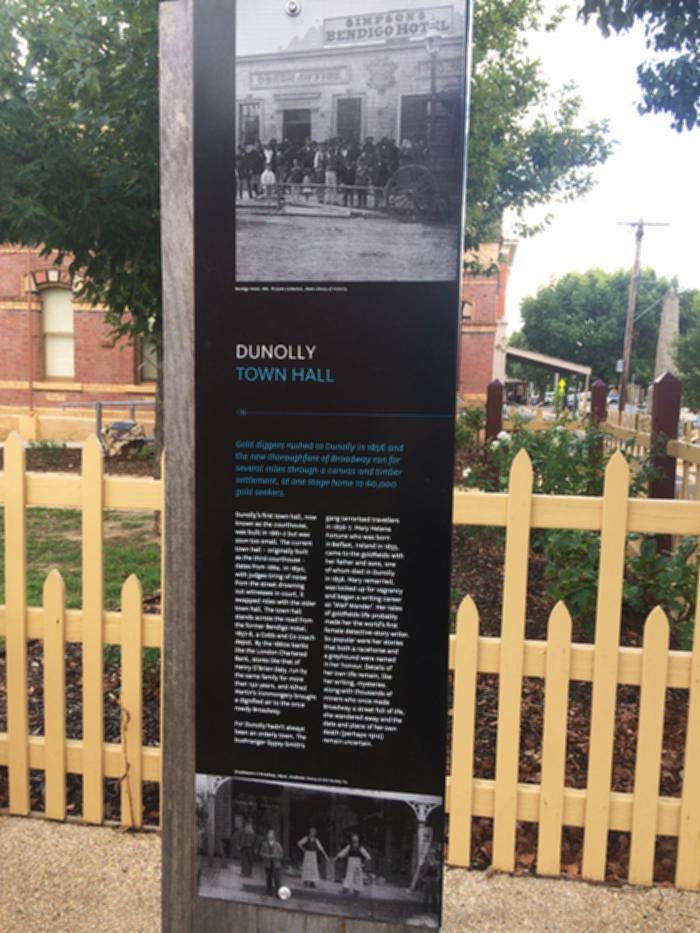 SIMPSONS
BENDIGO HOTEL
OFFICE
DUNOLLY
TOWN HALL
Gold diggers rushed to Dunolly in 1856 and
the new thoroughfare of Broadway ran for
several miles through a canvas and timber
settlement, at one stage home to 60,000
gold seekers.
Dunolly's first town hall, now
known as the courthouse,
was built in but was
soon too small. The current
town hall – originally built
as the third courthouse –
dates from In
with judges tiring of noise
from the street drowning
out witnesses in court, it
swapped roles with the older
town hall. The town hall
stands across the road from
the former Bendigo Hotel,
a Cobb and Co coach
depot. By the 1860s banks
like the London Chartered
Bank, stores like that of
Henry O'Brien Daly, run by
the same family for more
than years, and Alfred
Martin's ironmongery brought
a dignified air to the once
rowdy Broadway.
For Dunolly hadn't always
been an orderly town. The
bushranger Gypsy Smith's
gang terrorised travellers
in 1856-7. Mary Helena
Fortune who was born
in Belfast, Ireland in
came to the goldfields with
her father and sons, one
of whom died in Dunolly
in 1858. Mary remarried,
was locked up for vagrancy
and began a writing career
as 'Waif Wander'. Her tales
of goldfields life probably
made her the world's first
female detective-story writer.
So popular were her stories
that both a racehorse and
a greyhound were named
in her honour. Details of
her own life remain, like
her writing, mysteries.
Along with thousands of
miners who once made
Broadway a street full of life,
she wandered away and the
date and place of her own
death (perhaps 1910)
remain uncertain.